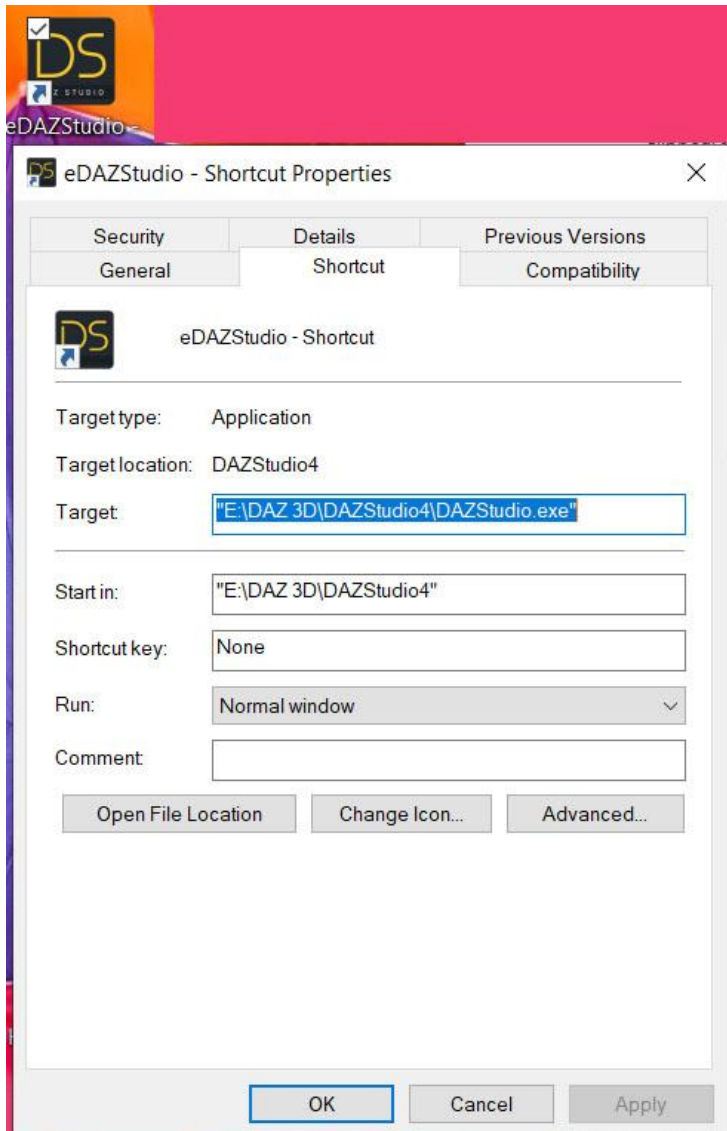 DS
Z STUDIO
eDAZStudio -
DS eDAZStudio - Shortcut Properties
Security Details Previous Versions
General Shortcut Compatibility
DS eDAZStudio - Shortcut
Target type: Application
Target location: DAZStudio4
Target: "E:\DAZ 3D\DAZStudio4\DAZStudio.exe"
Start in: "E:\DAZ 3D\DAZStudio4"
Shortcut key: None
Run: Normal window
Comment:
Open File Location Change Icon... Advanced...
OK Cancel Apply